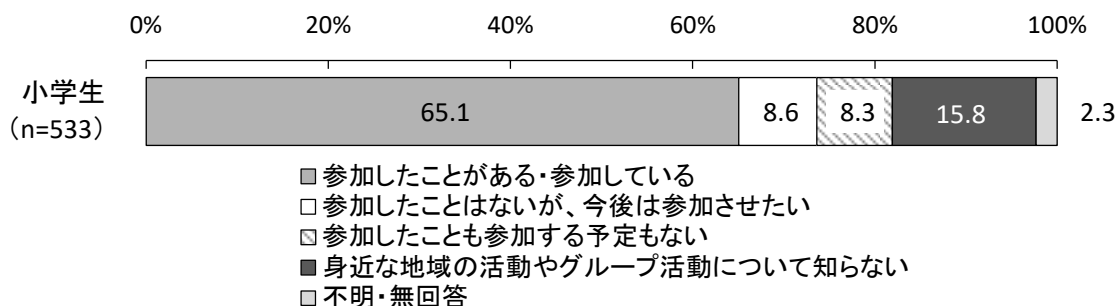 0% 20% 40% 60% 80% 100%
小学生
(n=533)
65.1 8.6 8.3 15.8 2.3
参加したことがある・参加している
参加したことはないが、今後は参加させたい
参加したことも参加する予定もない
身近な地域の活動やグループ活動について知らない
不明・無回答